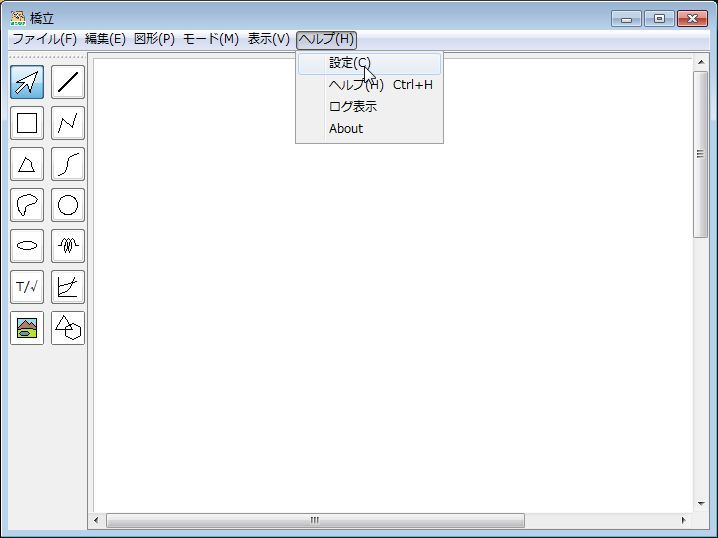 橋立
ファイル(F) 編集(E) 図形(P) モード(M) 表示(V) ヘルプ(H)
設定(C)
ヘルプ(H) Ctrl+H
ログ表示
About
T/√